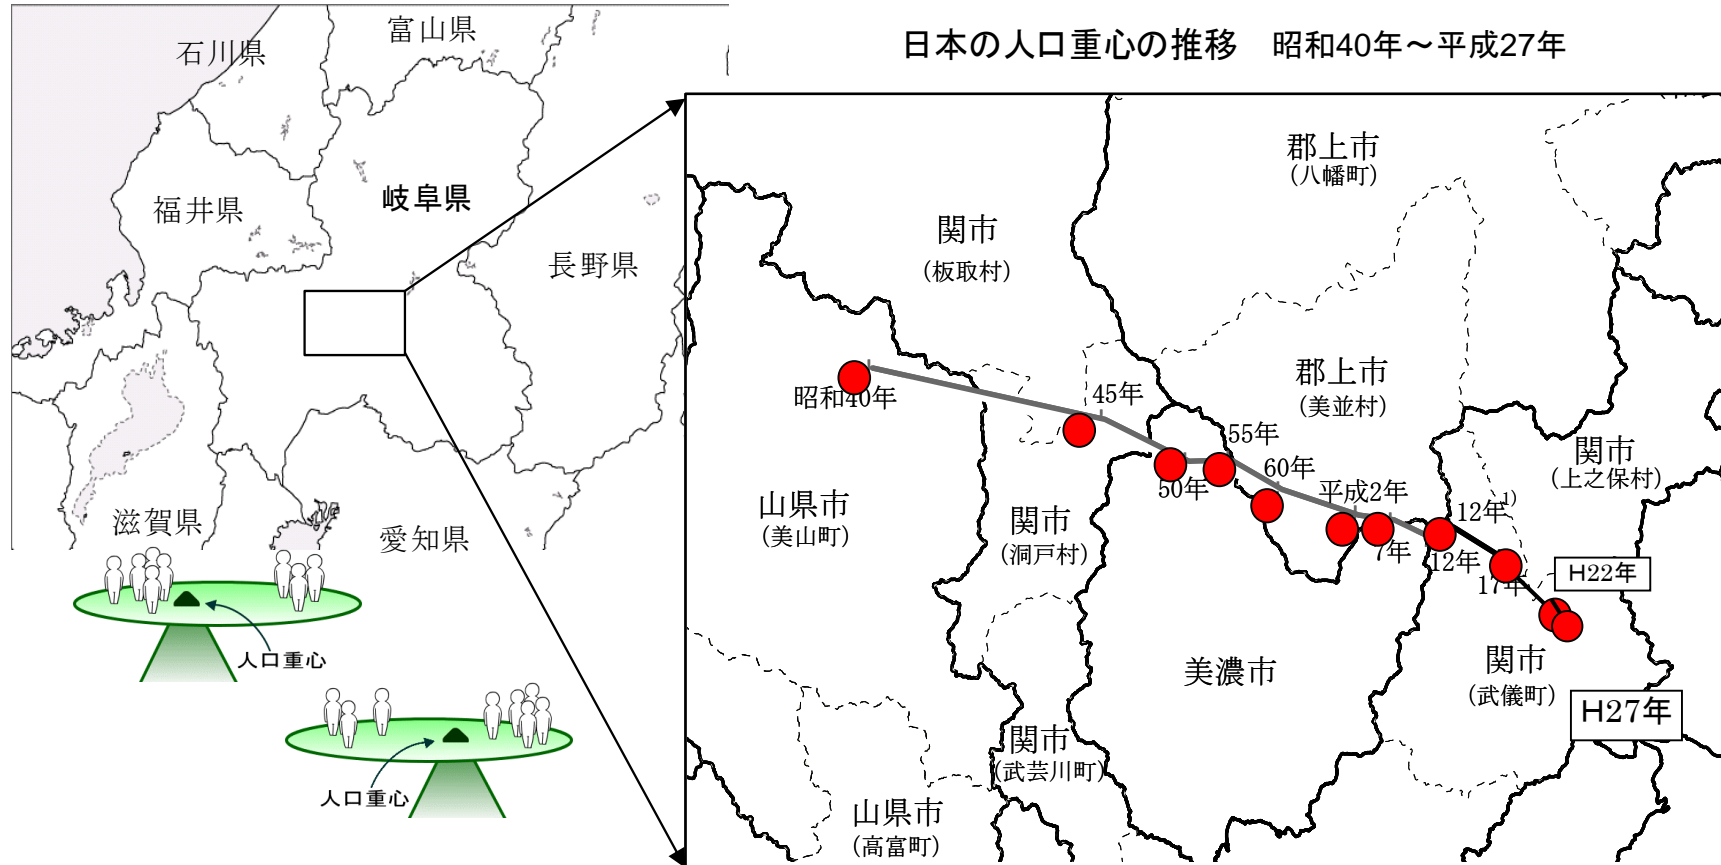 日本の人口重心の推移 昭和40年～平成27年
石川県
富山県
福井県
岐阜県
長野県
滋賀県
愛知県
人口重心
人口重心
郡上市
(八幡町)
関市
(板取村)
郡上市
(美並村)
昭和40年
45年
50年
55年
60年
平成2年
7年
12年
12年1)
17年
H22年
H27年
関市
(上之保村)
山県市
(美山町)
関市
(洞戸村)
美濃市
関市
(武儀町)
関市
(武芸川町)
山県市
(高富町)